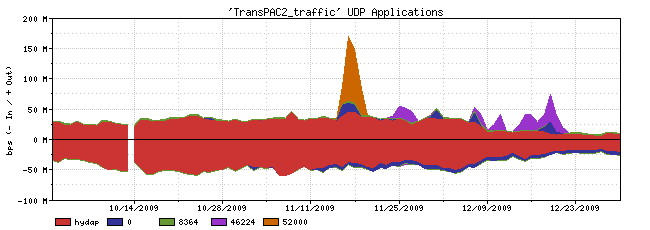 'TransPAC2_traffic' UDP Applications
bps (- In / + Out)
200 M
150 M
100 M
50 M
0 M
-50 M
-100 M
10/14/2009 10/28/2009 11/11/2009 11/25/2009 12/09/2009 12/23/2009
hydap 0 8364 46224 52000